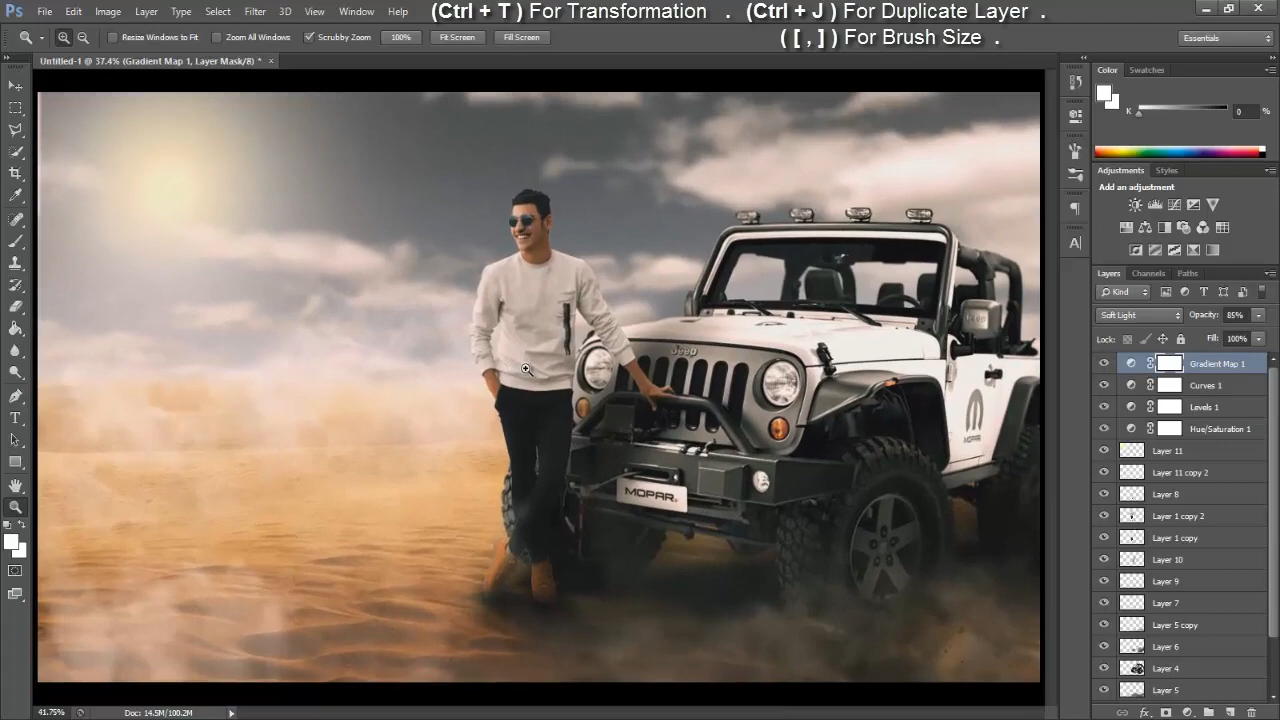 Ps File Edit Image Layer Type Select Filter 3D View Window Help
(Ctrl + T ) For Transformation . (Ctrl + J ) For Duplicate Layer .
( [ , ] ) For Brush Size .
Resize Windows to Fit Zoom All Windows Scrubby Zoom 100% Fit Screen Fill Screen Essentials
Untitled-1 @ 37.4% (Gradient Map 1, Layer Mask/8) * ×
Color Swatches
K 0 %
Adjustments Styles
Add an adjustment
Layers Channels Paths
Kind
Soft Light Opacity: 85%
Lock: Fill: 100%
Gradient Map 1
Curves 1
Levels 1
Hue/Saturation 1
Layer 11
Layer 11 copy 2
Layer 8
Layer 1 copy 2
Layer 1 copy
Layer 10
Layer 9
Layer 7
Layer 5 copy
Layer 6
Layer 4
Layer 5
Jeep
MOPAR
MOPAR
41.75% Doc: 14.5M/100.2M